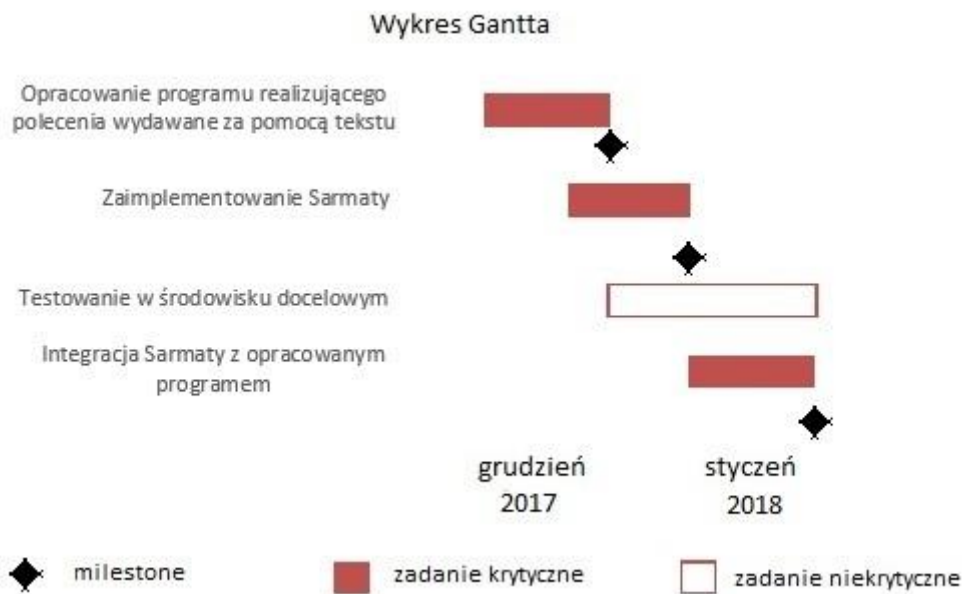 Wykres Gantta
Opracowanie programu realizującego
polecenia wydawane za pomocą tekstu
Zaimplementowanie Sarmaty
Testowanie w środowisku docelowym
Integracja Sarmaty z opracowanym
programem
grudzień
2017
styczeń
2018
milestone
zadanie krytyczne
zadanie niekrytyczne